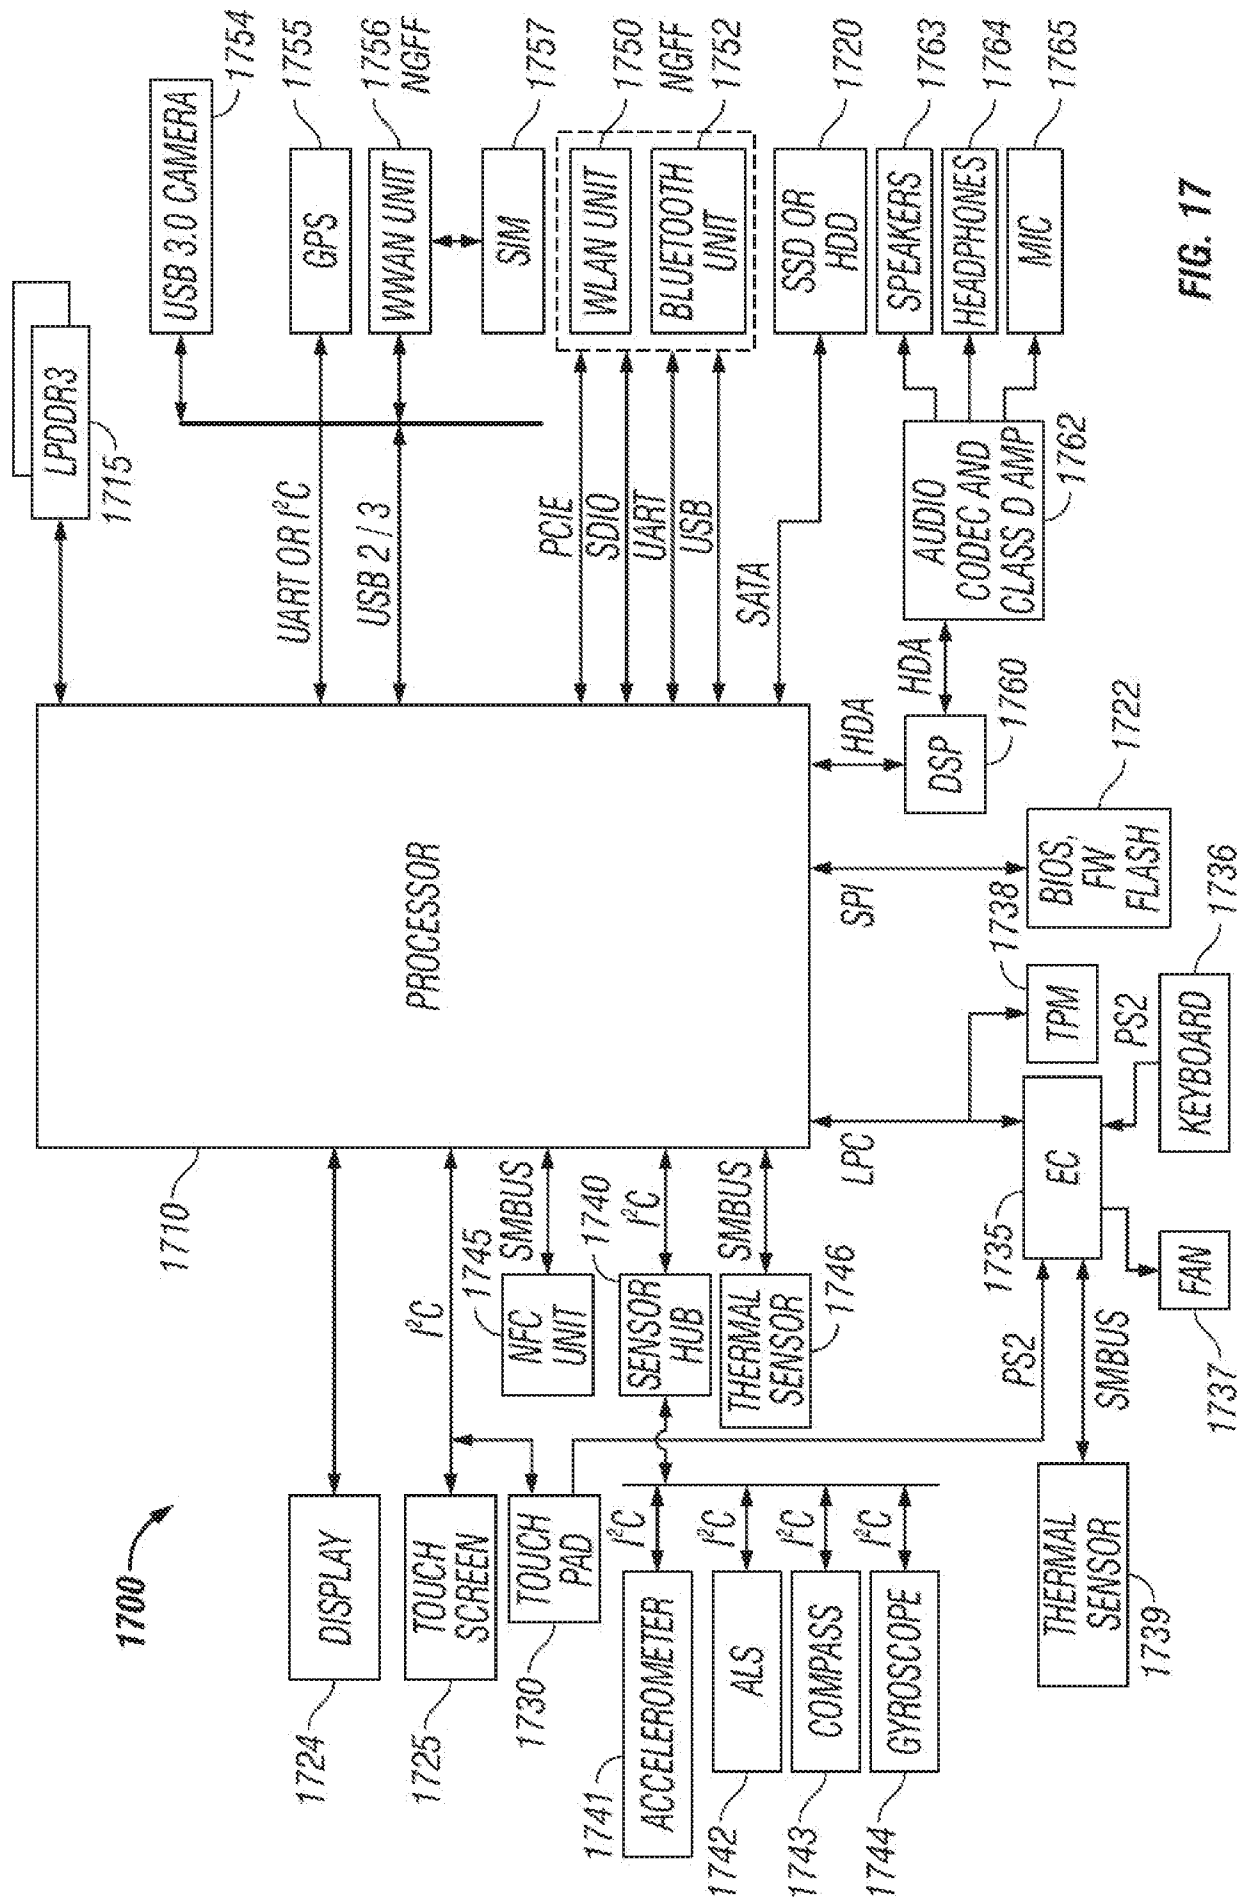 1700
LPDDR3
1715
USB 3.0 CAMERA
1754
GPS
1755
WWAN UNIT
1756
NGFF
SIM
1757
WLAN UNIT
1750
NGFF
BLUETOOTH
UNIT
1752
SSD OR
HDD
1720
SPEAKERS
1763
HEADPHONES
1764
MIC
1765
UART OR I²C
USB 2 / 3
PCIE
SDIO
UART
USB
SATA
AUDIO
CODEC AND
CLASS D AMP
1762
HDA
HDA
DSP
1760
PROCESSOR
1710
SPI
BIOS,
FW
FLASH
1722
LPC
TPM
1738
PS2
KEYBOARD
1736
EC
1735
FAN
1737
DISPLAY
1724
TOUCH
SCREEN
1725
I²C
TOUCH
PAD
1730
SMBUS
NFC
UNIT
1745
I²C
SENSOR
HUB
1740
SMBUS
THERMAL
SENSOR
1746
PS2
SMBUS
THERMAL
SENSOR
1739
I²C
ACCELEROMETER
1741
I²C
ALS
1742
I²C
COMPASS
1743
I²C
GYROSCOPE
1744
FIG. 17